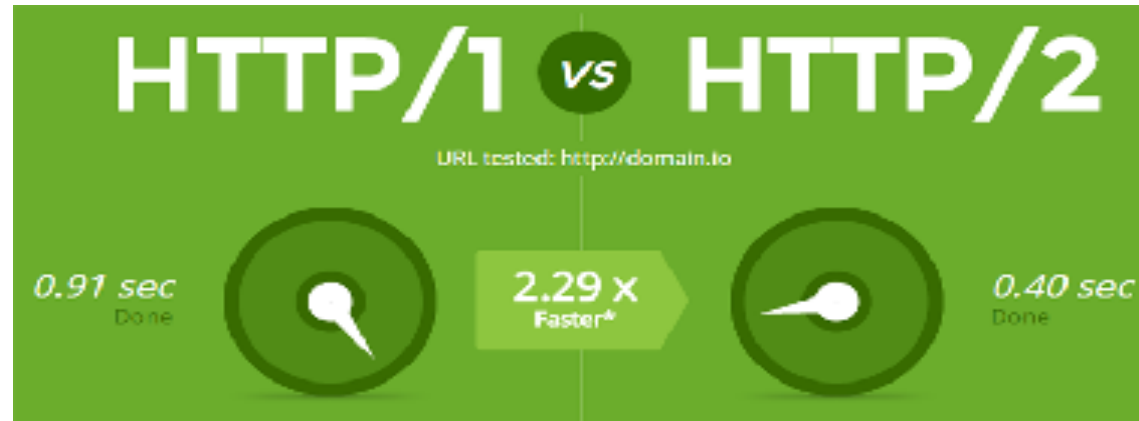 HTTP/1 vs HTTP/2
URL tested: http://domain.io
0.91 sec
Done
2.29 x
Faster*
0.40 sec
Done